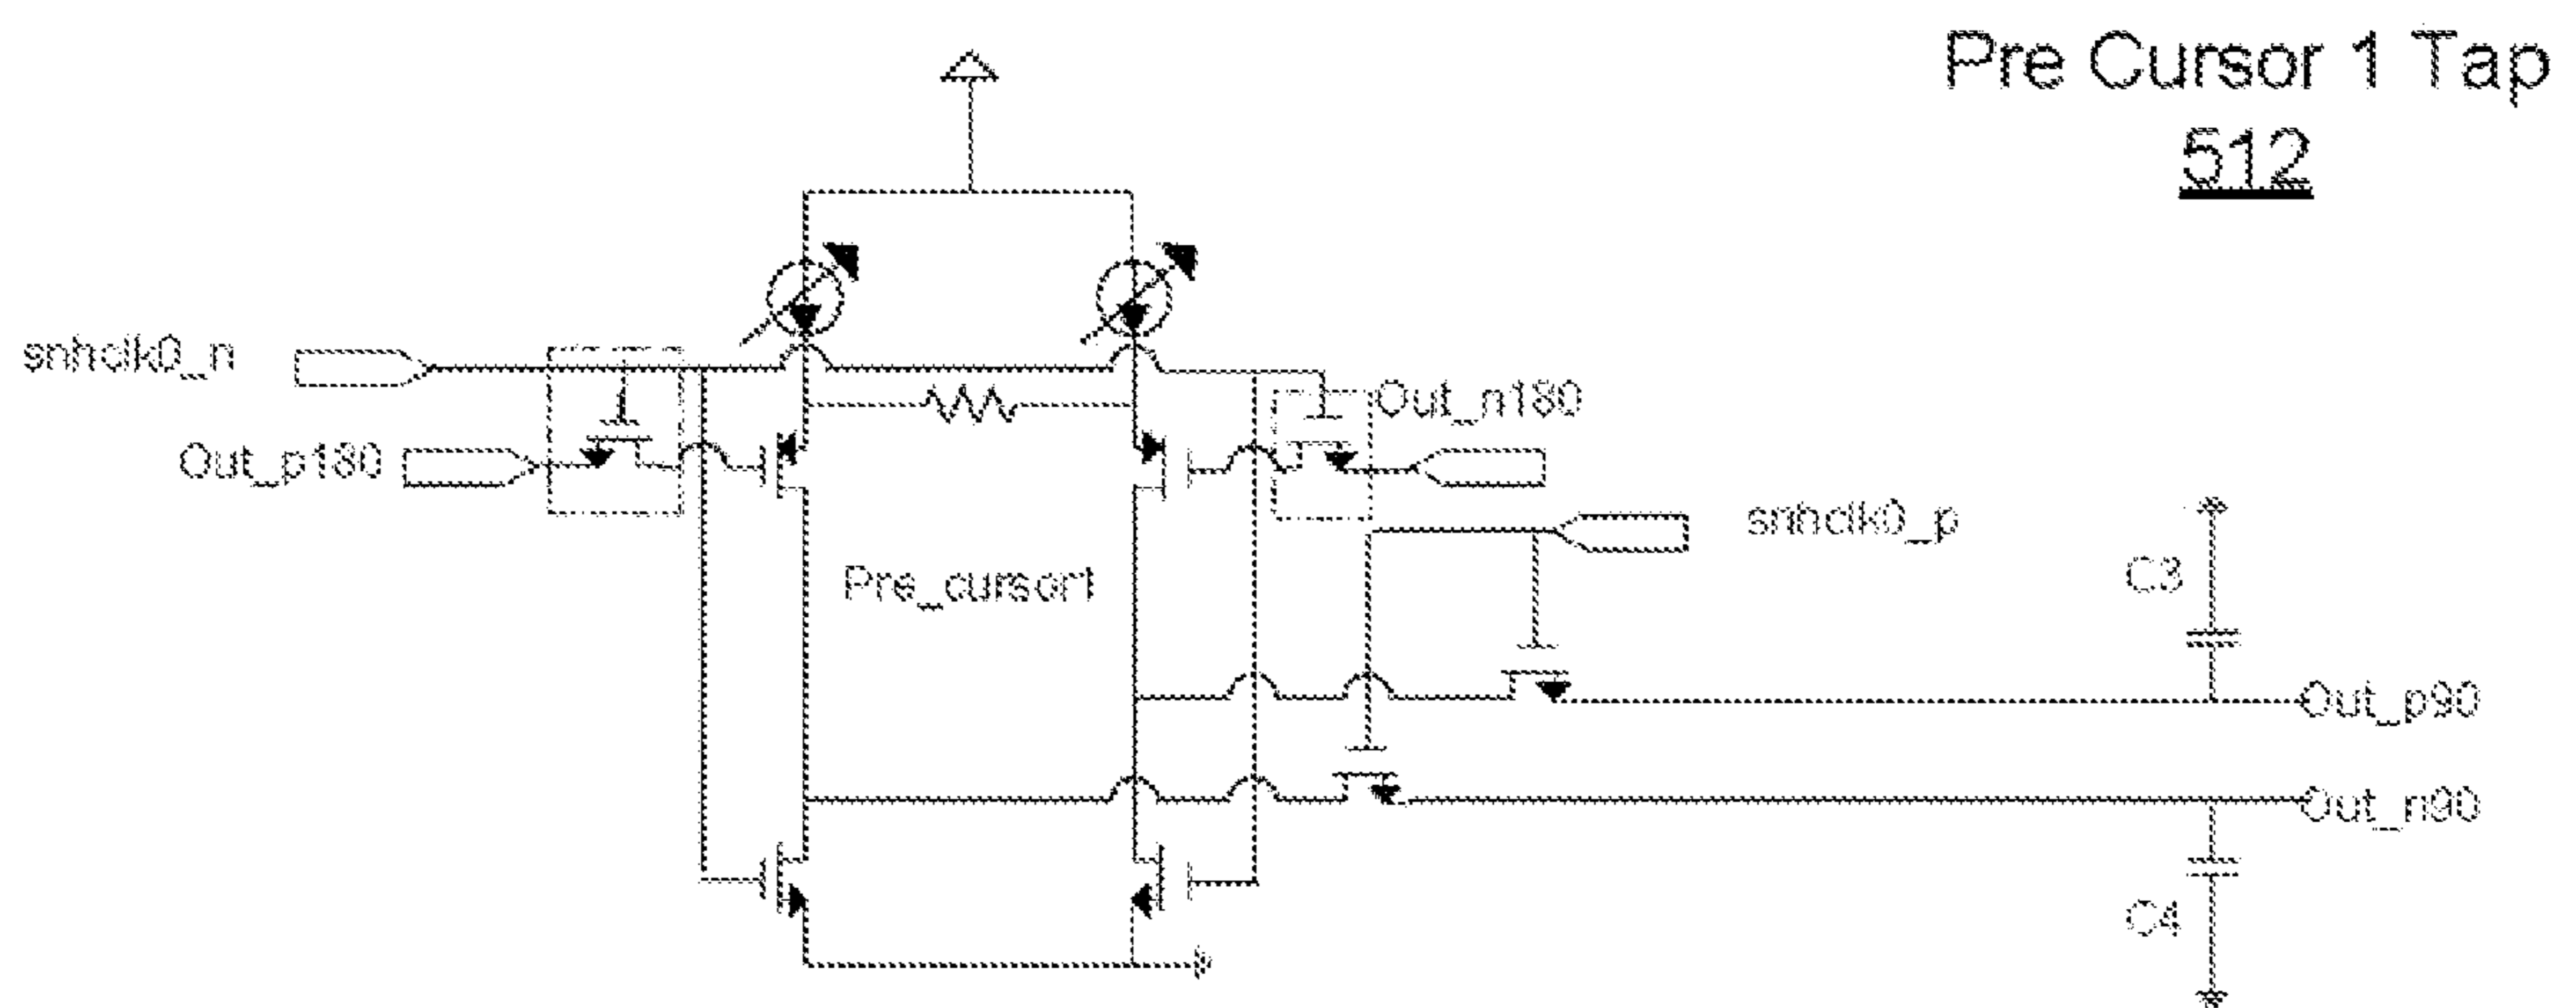 Pre Cursor 1 Tap
512
snhclk0_n
Out_n180
Out_p180
snhclk0_p
C3
Pre_cursor1
Out_p90
Out_n90
C4